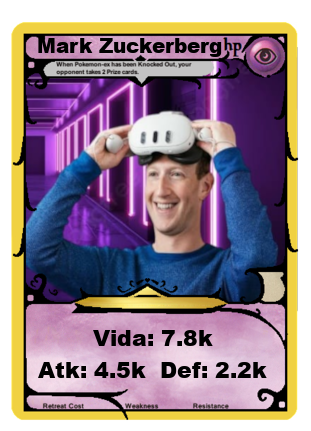 Mark Zuckerberg hp
When Pokemon-ex has been Knocked Out, your
opponent takes 2 Prize cards.
Vida: 7.8k
Atk: 4.5k Def: 2.2k
Retreat Cost Weakness Resistance